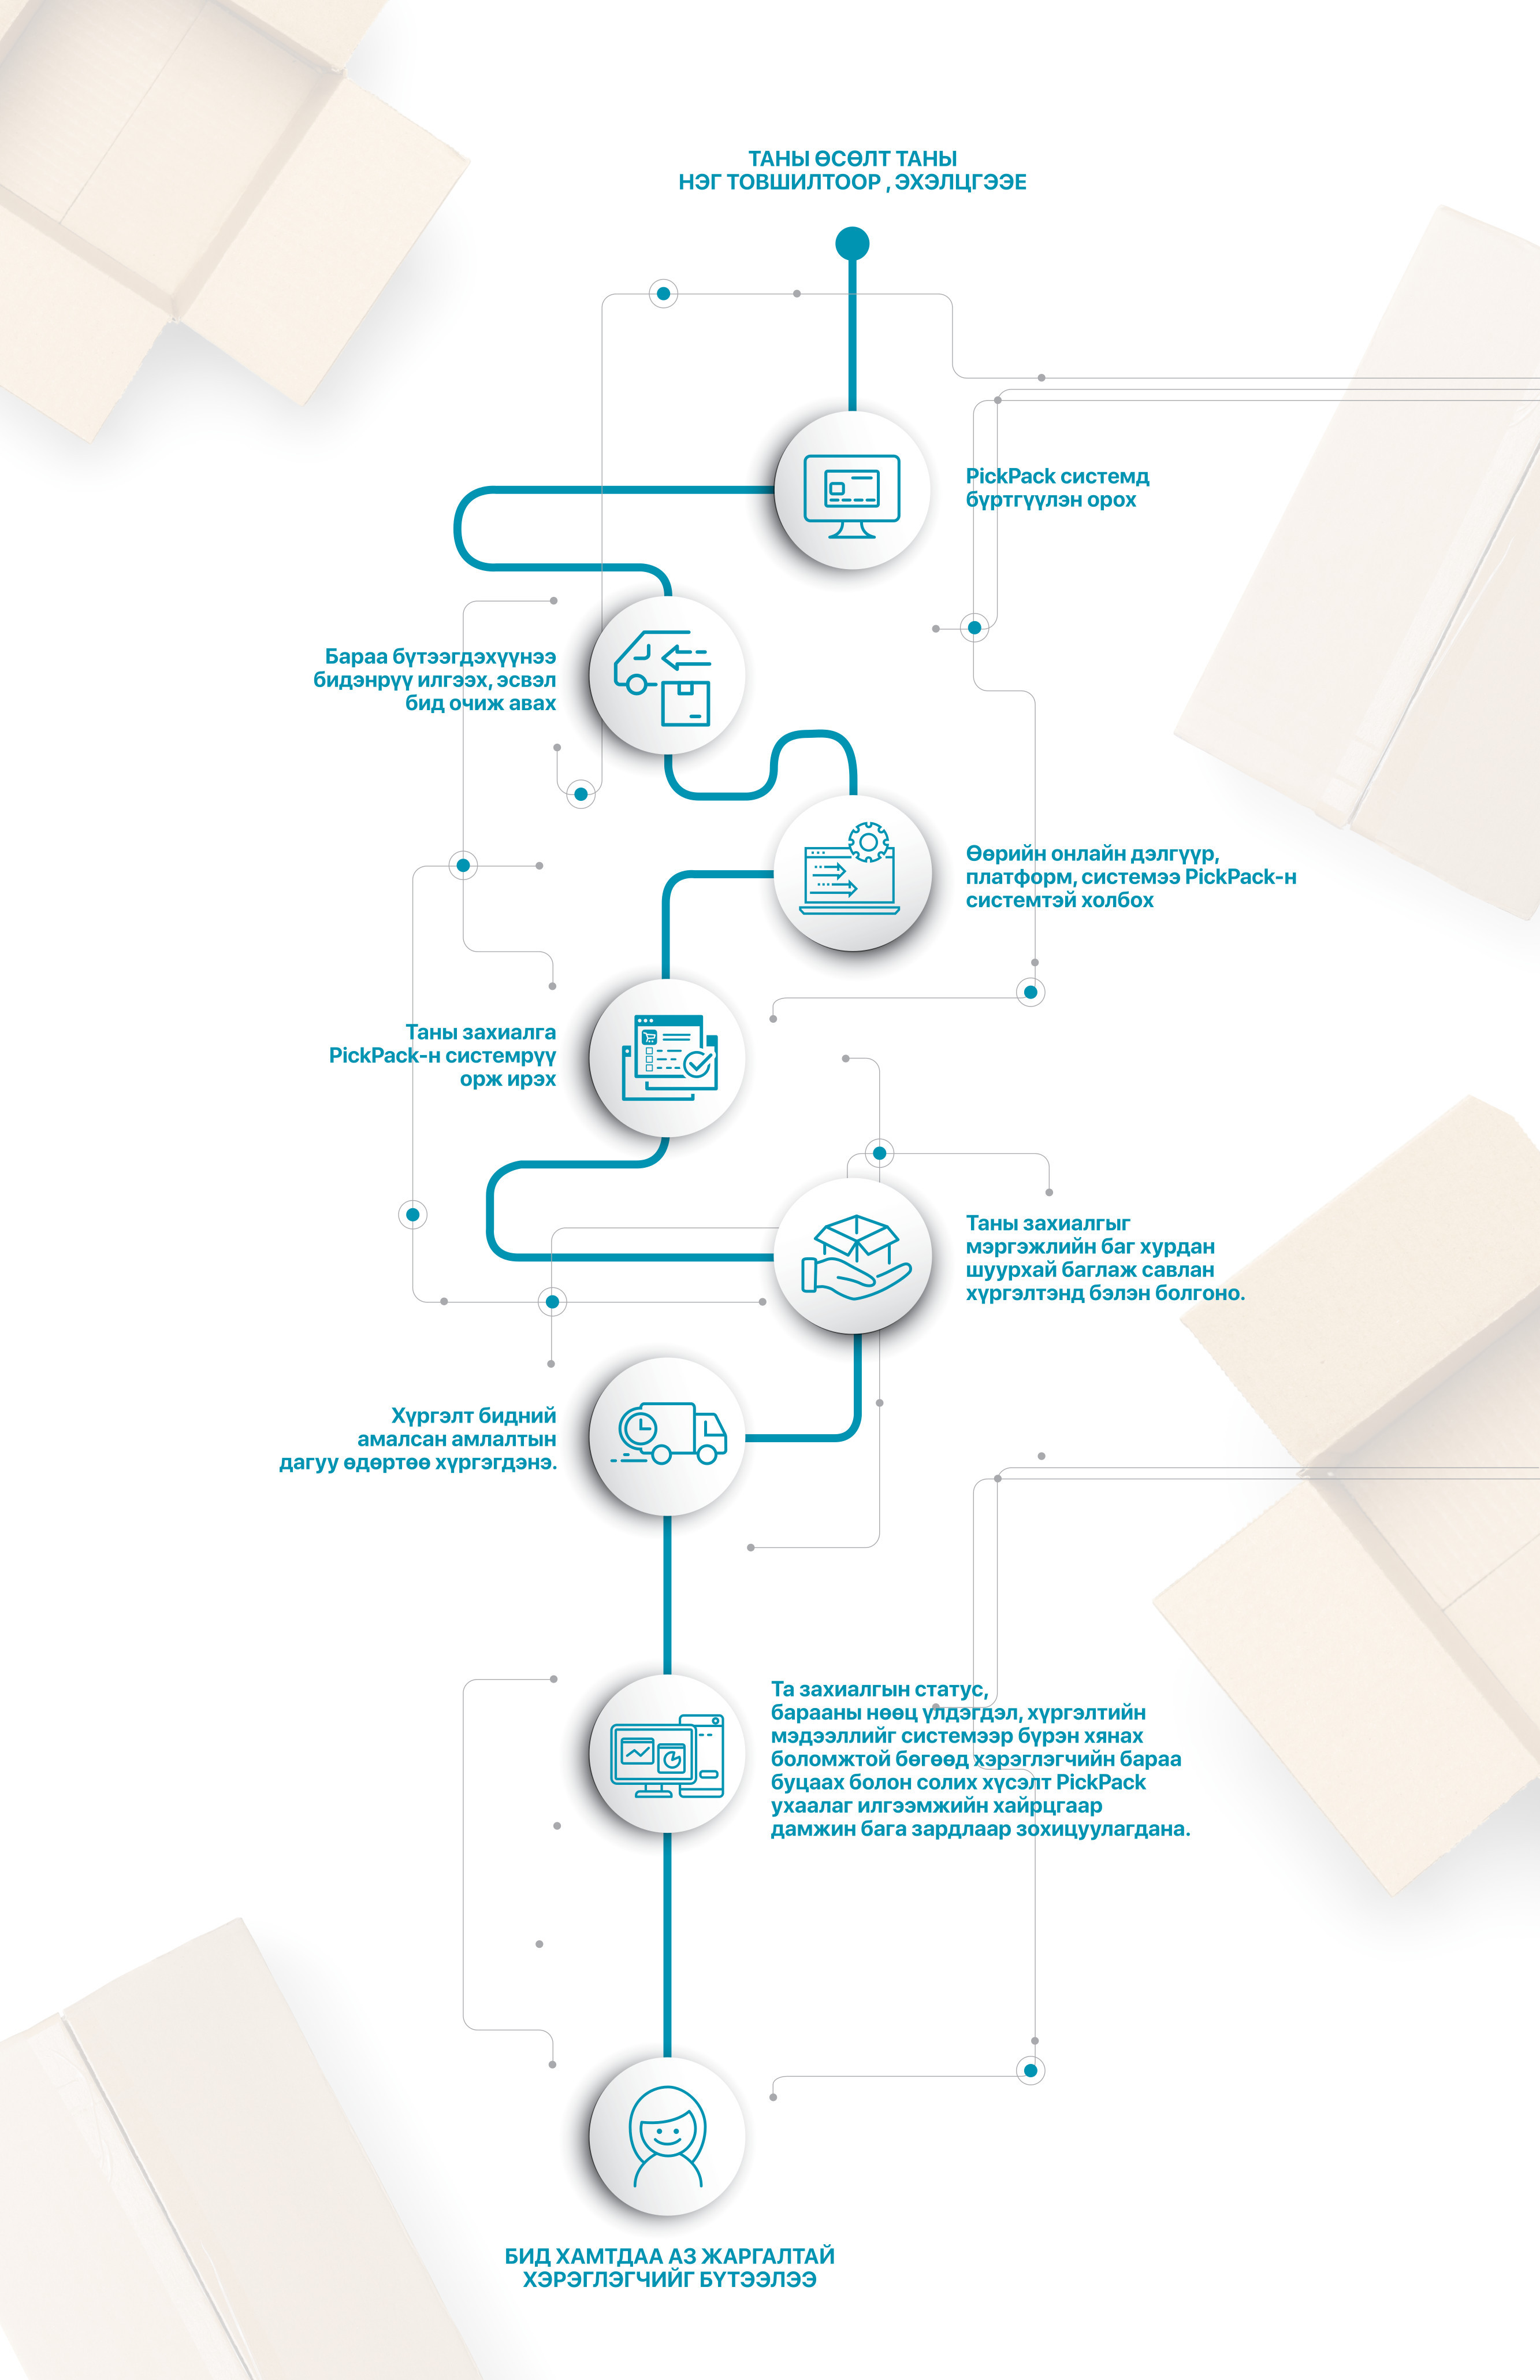 ТАНЫ ӨСӨЛТ ТАНЫ
НЭГ ТОВШИЛТООР , ЭХЭЛЦГЭЭЕ
PickPack системд
бүртгүүлэн орох
Бараа бүтээгдэхүүнээ
бидэнрүү илгээх, эсвэл
бид очиж авах
Өөрийн онлайн дэлгүүр,
платформ, системээ PickPack-н
системтэй холбох
Таны захиалга
PickPack-н системрүү
орж ирэх
Таны захиалгыг
мэргэжлийн баг хурдан
шуурхай баглаж савлан
хүргэлтэнд бэлэн болгоно.
Хүргэлт бидний
амалсан амлалтын
дагуу өдөртөө хүргэгдэнэ.
Та захиалгын статус,
барааны нөөц үлдэгдэл, хүргэлтийн
мэдээллийг системээр бүрэн хянах
боломжтой бөгөөд хэрэглэгчийн бараа
буцаах болон солих хүсэлт PickPack
ухаалаг илгээмжийн хайрцгаар
дамжин бага зардлаар зохицуулагдана.
БИД ХАМТДАА АЗ ЖАРГАЛТАЙ
ХЭРЭГЛЭГЧИЙГ БҮТЭЭЛЭЭ